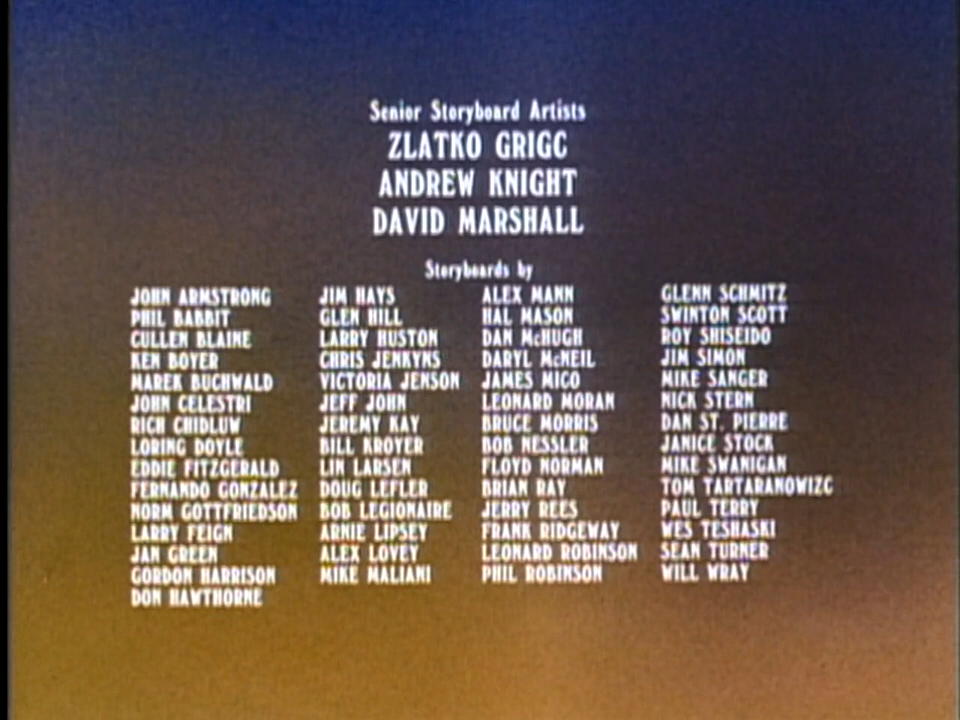 Senior Storyboard Artists
ZLATKO GRIGC
ANDREW KNIGHT
DAVID MARSHALL
Storyboards by
JOHN ARMSTRONG
PHIL BABBIT
CULLEN BLAINE
KEN BOYER
MAREK BUCHWALD
JOHN CELESTRI
RICH CHIDLUW
LORING DOYLE
EDDIE FITZGERALD
FERNANDO GONZALEZ
NORM GOTTFRIEDSON
LARRY FEIGN
JAN GREEN
GORDON HARRISON
DON HAWTHORNE
JIM HAYS
GLEN HILL
LARRY HUSTON
CHRIS JENKYNS
VICTORIA JENSON
JEFF JOHN
JEREMY KAY
BILL KROYER
LIN LARSEN
DOUG LEFLER
BOB LEGIONAIRE
ARNIE LIPSEY
ALEX LOVEY
MIKE MALIANI
ALEX MANN
HAL MASON
DAN McHUGH
DARYL McNEIL
JAMES MICO
LEONARD MORAN
BRUCE MORRIS
BOB NESSLER
FLOYD NORMAN
BRIAN RAY
JERRY REES
FRANK RIDGEWAY
LEONARD ROBINSON
PHIL ROBINSON
GLENN SCHMITZ
SWINTON SCOTT
ROY SHISEIDO
JIM SIMON
MIKE SANGER
NICK STERN
DAN ST. PIERRE
JANICE STOCK
MIKE SWANIGAN
TOM TARTARANOWIZC
PAUL TERRY
WES TESHASKI
SEAN TURNER
WILL WRAY